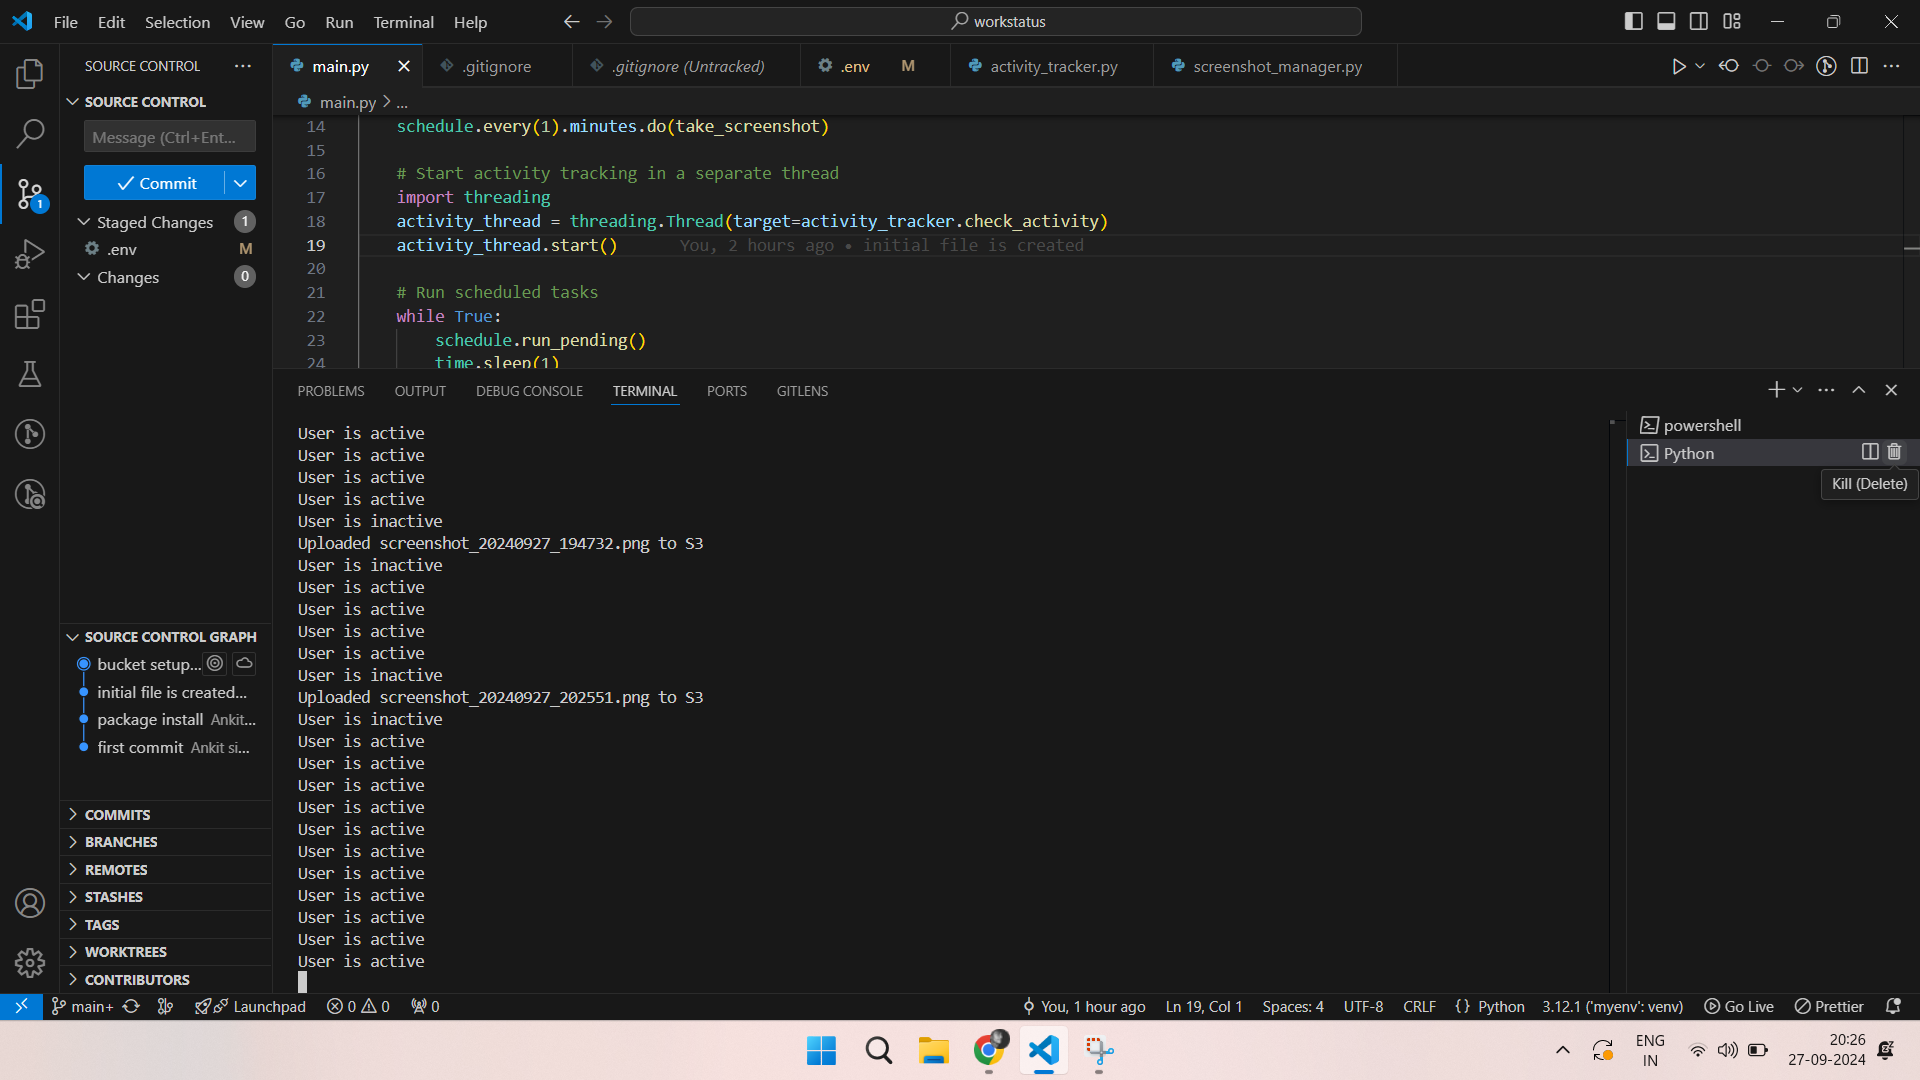 File Edit Selection View Go Run Terminal Help
workstatus
SOURCE CONTROL
main.py
.gitignore
.gitignore (Untracked)
.env M
activity_tracker.py
screenshot_manager.py
SOURCE CONTROL
Message (Ctrl+Ent...
Commit
Staged Changes 1
.env M
Changes 0
main.py > ...
14 schedule.every(1).minutes.do(take_screenshot)
15
16 # Start activity tracking in a separate thread
17 import threading
18 activity_thread = threading.Thread(target=activity_tracker.check_activity)
19 activity_thread.start() You, 2 hours ago • initial file is created
20
21 # Run scheduled tasks
22 while True:
23 schedule.run_pending()
24 time.sleep(1)
PROBLEMS OUTPUT DEBUG CONSOLE TERMINAL PORTS GITLENS
User is active
User is active
User is active
User is active
User is inactive
Uploaded screenshot_20240927_194732.png to S3
User is inactive
User is active
User is active
User is active
User is active
User is inactive
Uploaded screenshot_20240927_202551.png to S3
User is inactive
User is active
User is active
User is active
User is active
User is active
User is active
User is active
User is active
User is active
User is active
User is active
powershell
Python
Kill (Delete)
SOURCE CONTROL GRAPH
bucket setup...
initial file is created...
package install Ankit...
first commit Ankit si...
COMMITS
BRANCHES
REMOTES
STASHES
TAGS
WORKTREES
CONTRIBUTORS
1
main+ Launchpad 0 0 0
You, 1 hour ago Ln 19, Col 1 Spaces: 4 UTF-8 CRLF {} Python 3.12.1 ('myenv': venv) Go Live Prettier
ENG
IN
20:26
27-09-2024